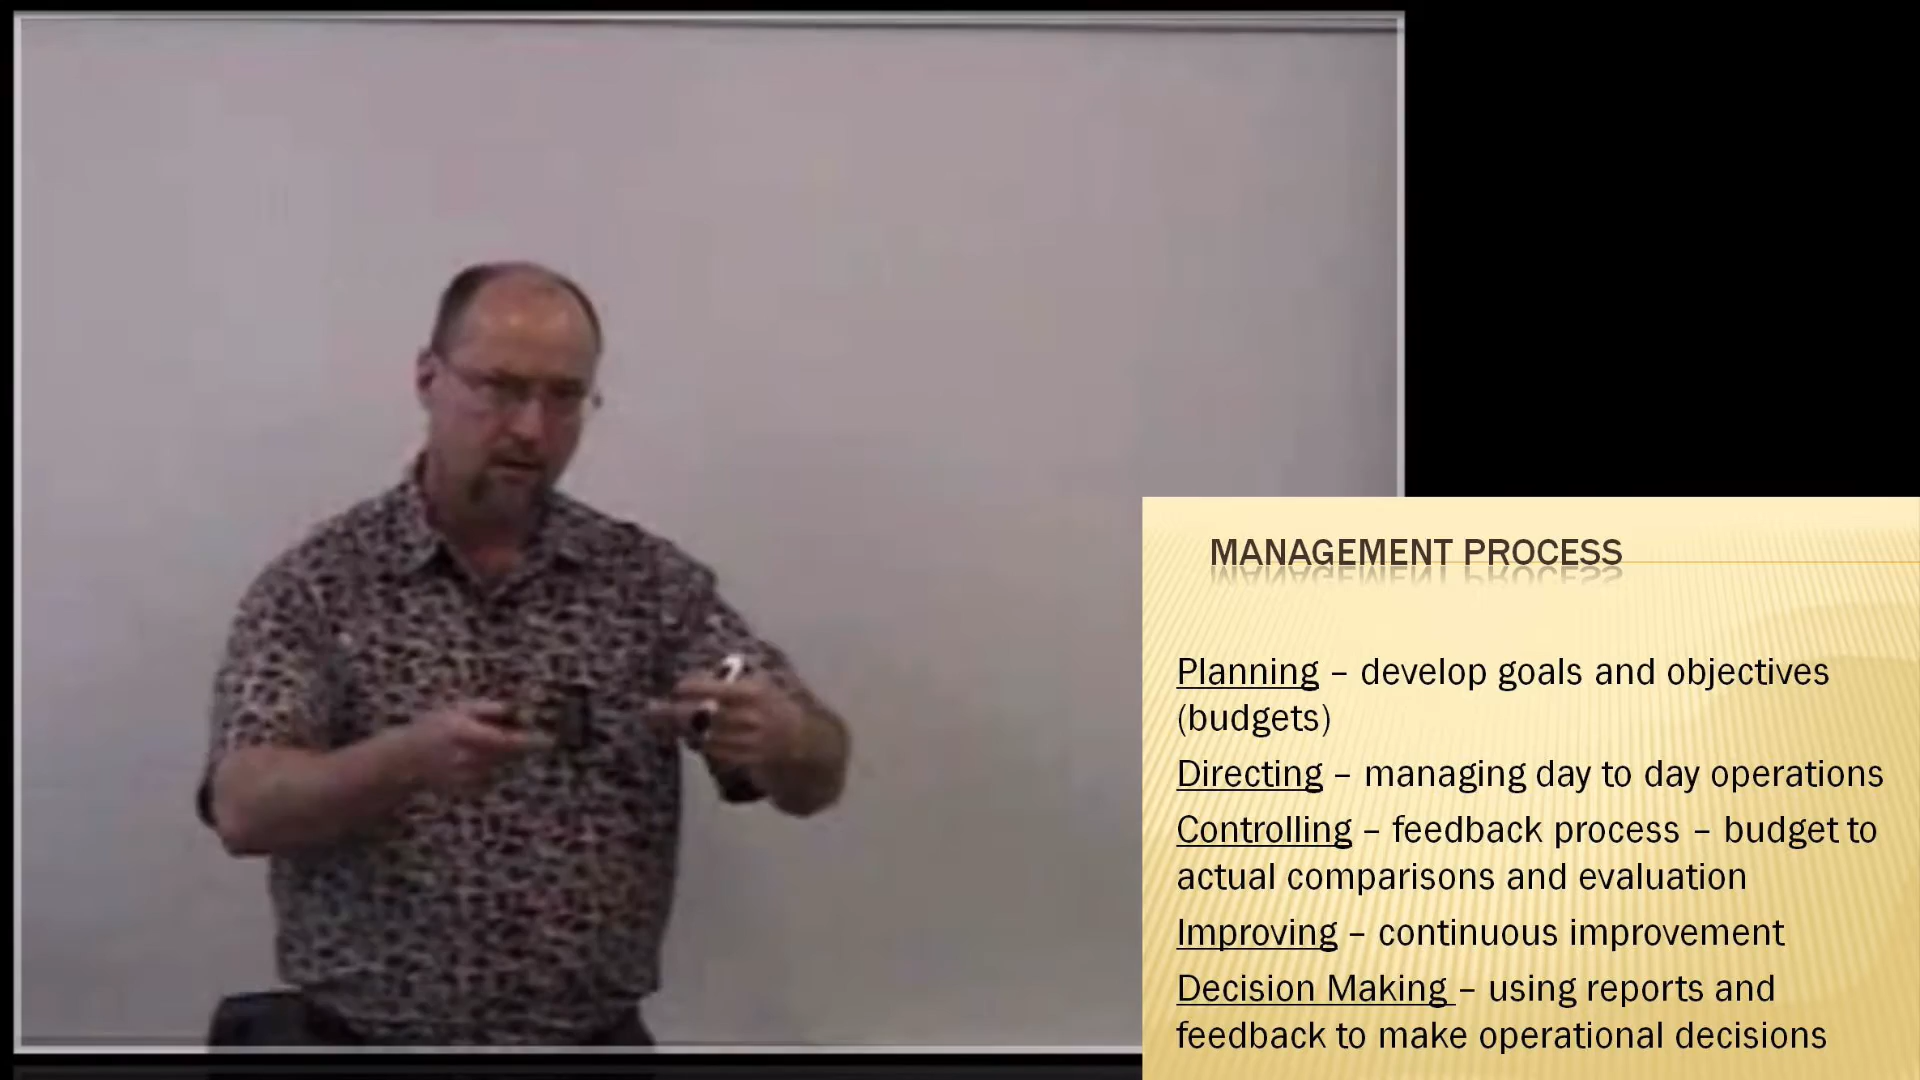 MANAGEMENT PROCESS
Planning – develop goals and objectives
(budgets)
Directing – managing day to day operations
Controlling – feedback process – budget to
actual comparisons and evaluation
Improving – continuous improvement
Decision Making – using reports and
feedback to make operational decisions